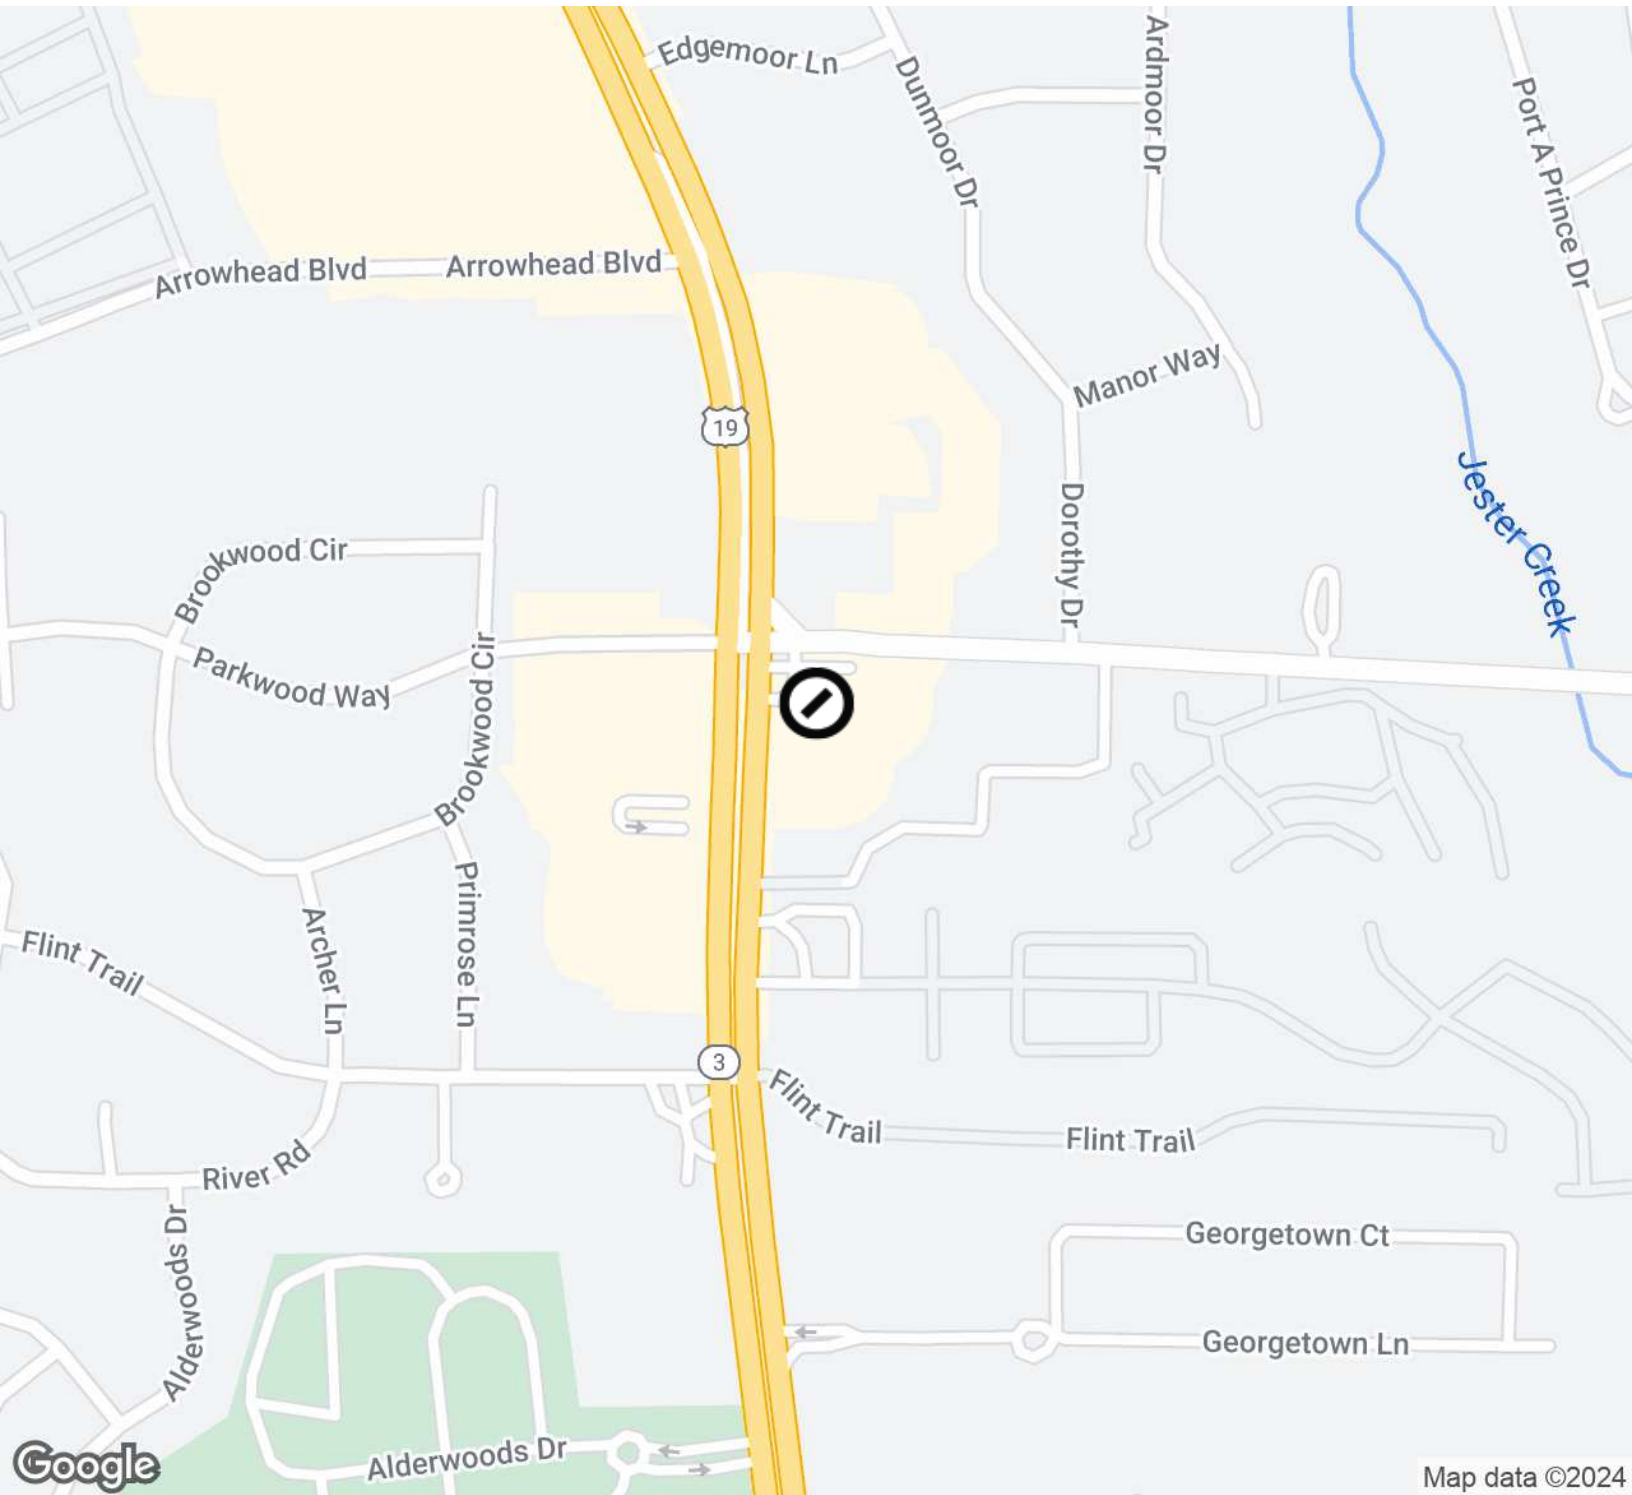 Edgemoor Ln
Dunmoor Dr
Ardmoor Dr
Port A Prince Dr
Arrowhead Blvd
Arrowhead Blvd
Manor Way
19
Jester Creek
Dorothy Dr
Brookwood Cir
Parkwood Way
Brookwood Cir
Primrose Ln
Archer Ln
Flint Trail
3
Flint Trail
Flint Trail
River Rd
Alderwoods Dr
Georgetown Ct
Georgetown Ln
Alderwoods Dr
Google
Map data ©2024